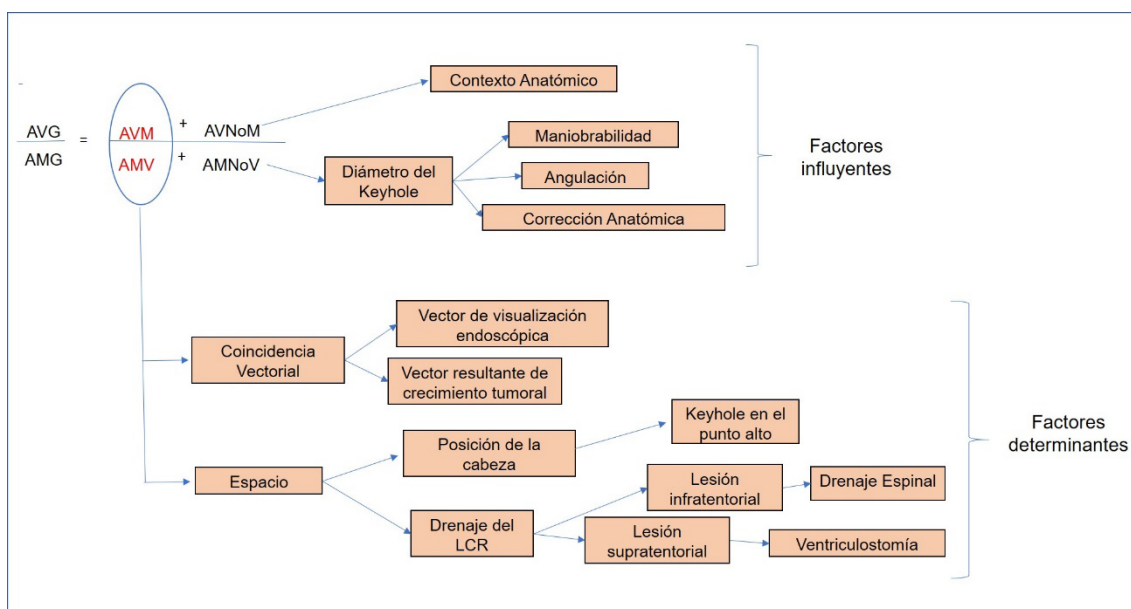 Contexto Anatómico
AVG = AVM + AVNoM
AMG AMV + AMNoV
Diámetro del
Keyhole
Maniobrabilidad
Angulación
Corrección Anatómica
Factores
influyentes
Coincidencia
Vectorial
Vector de visualización
endoscópica
Vector resultante de
crecimiento tumoral
Espacio
Posición de la
cabeza
Keyhole en el
punto alto
Drenaje del
LCR
Lesión
infratentorial
Drenaje Espinal
Lesión
supratentorial
Ventriculostomía
Factores
determinantes